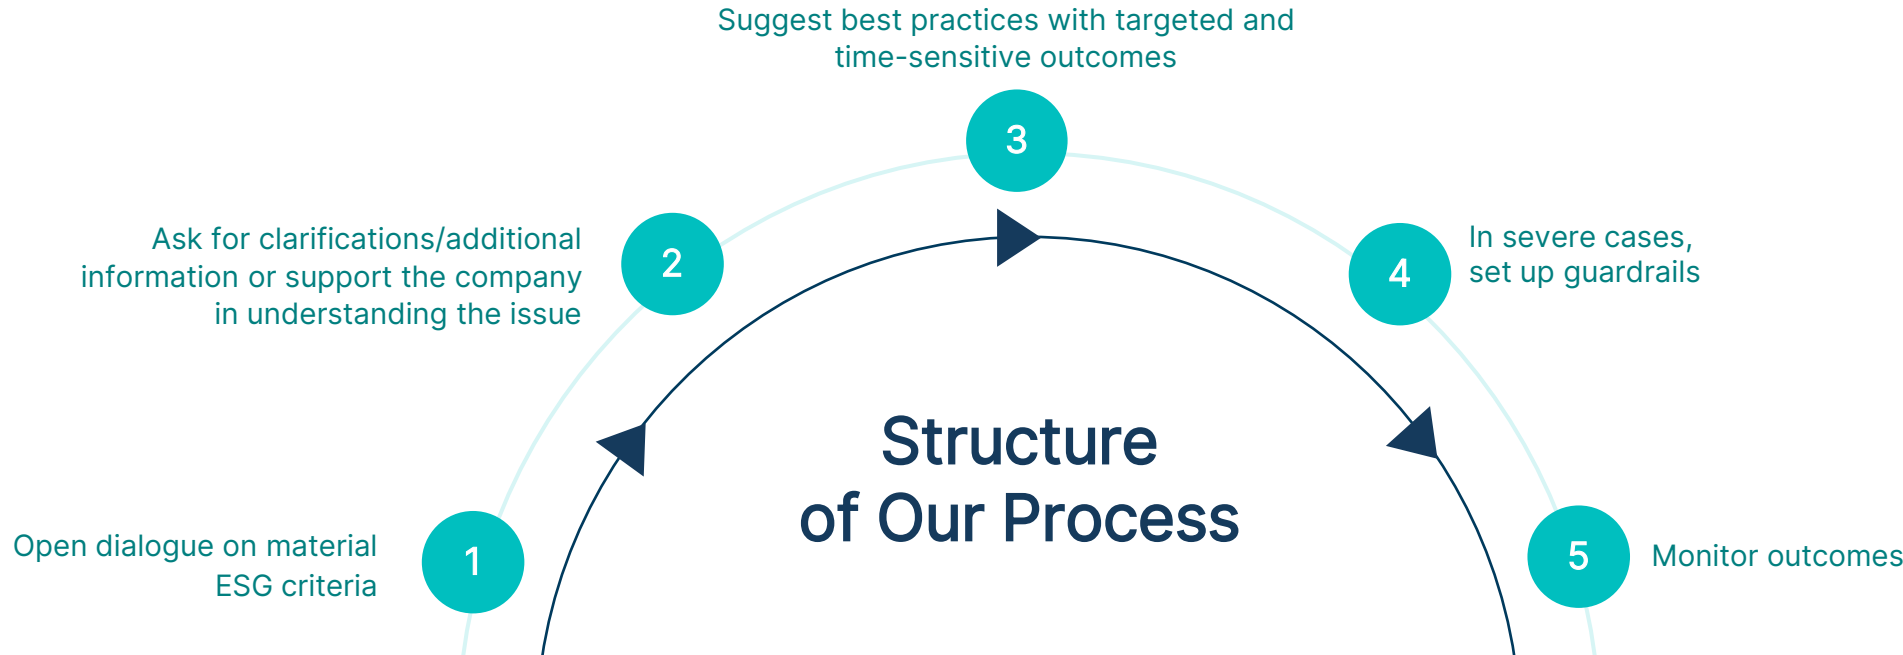 Suggest best practices with targeted and
time-sensitive outcomes
3
Ask for clarifications/additional
information or support the company
in understanding the issue
2
In severe cases,
set up guardrails
4
Structure
of Our Process
Open dialogue on material
ESG criteria
1
5
Monitor outcomes